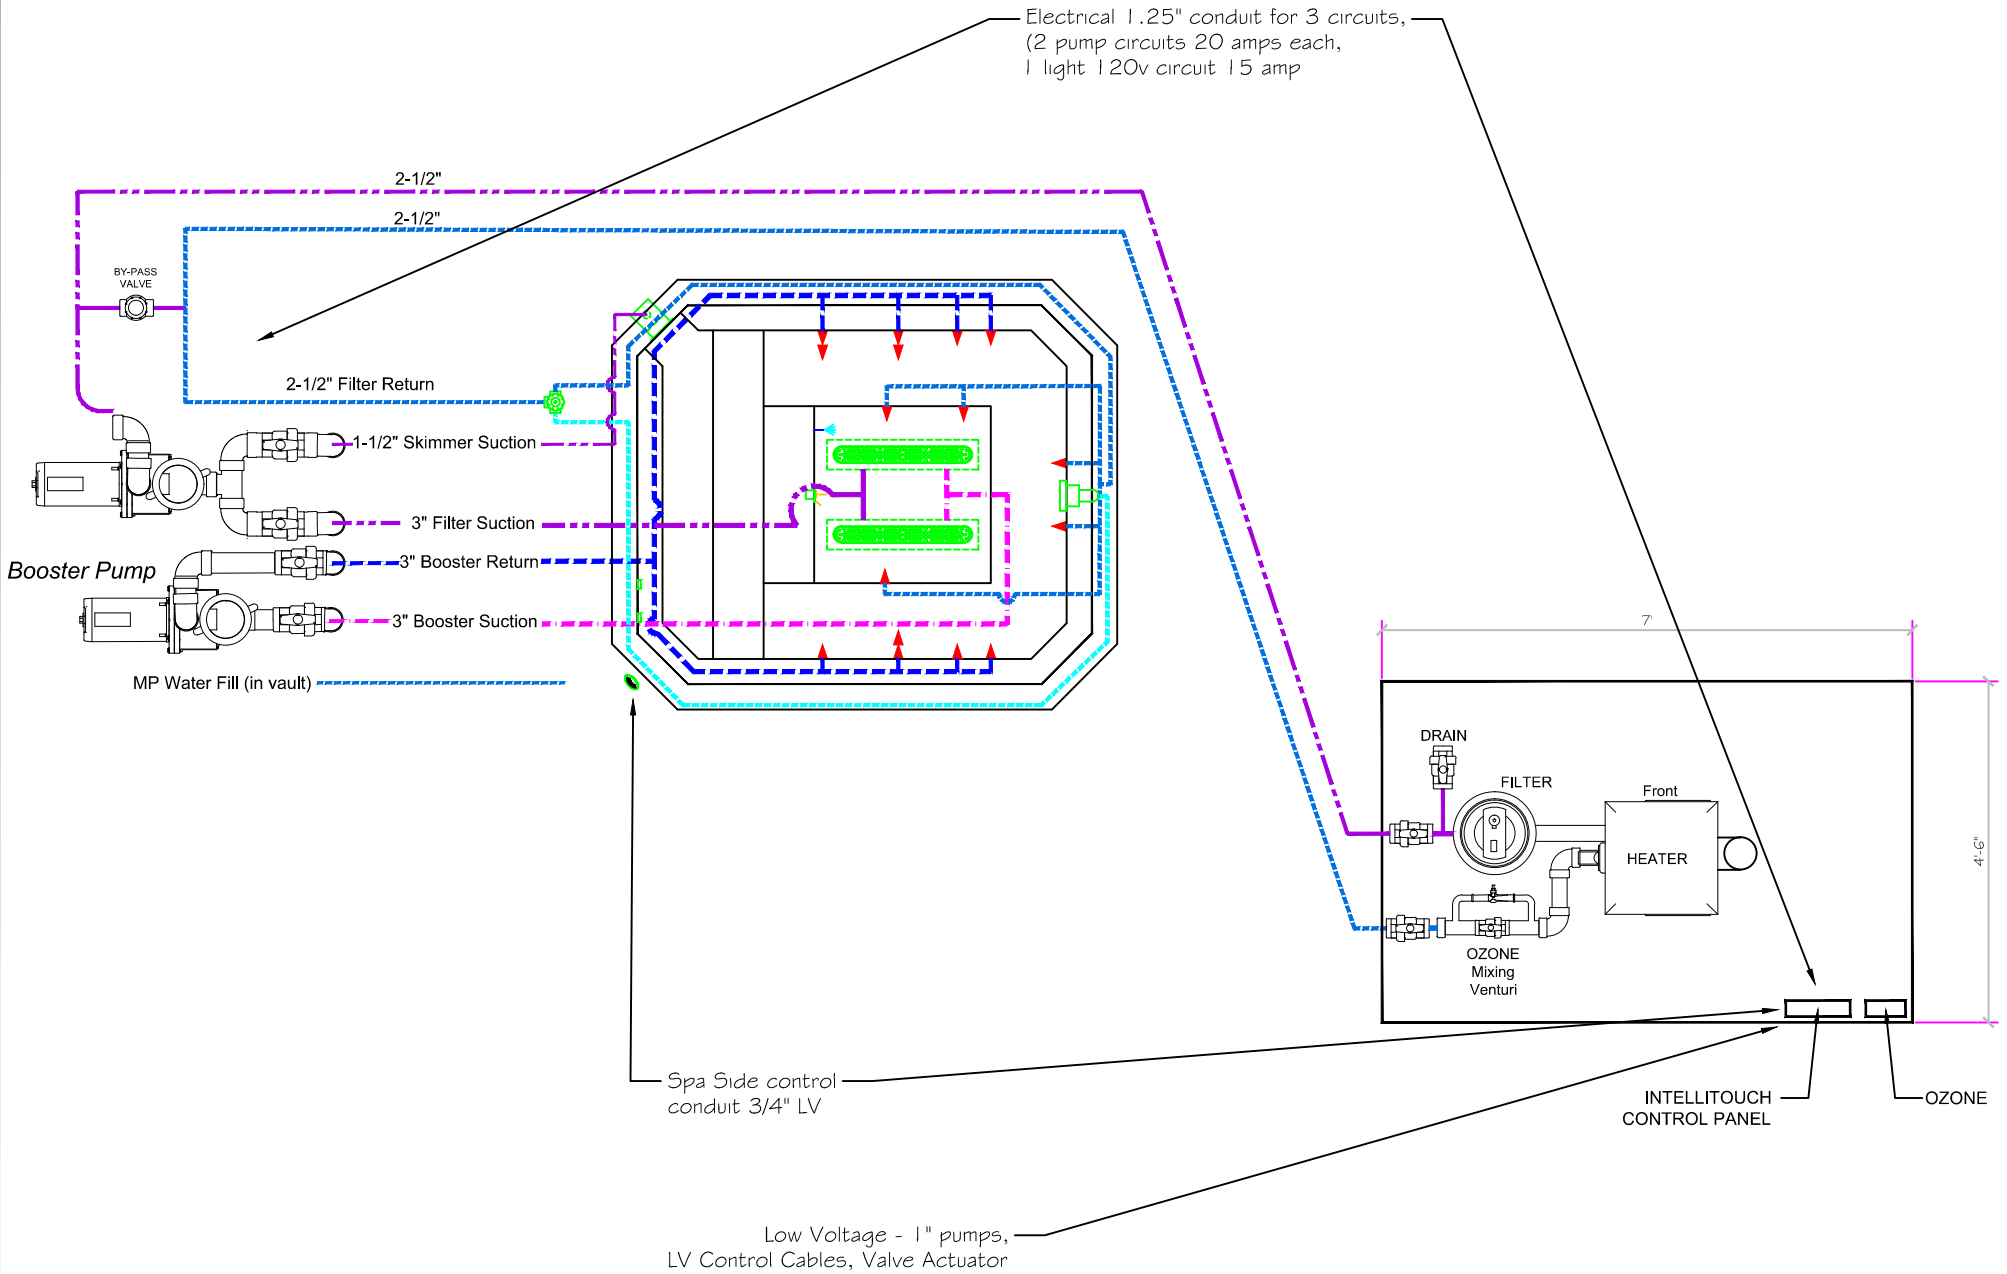 Electrical 1.25" conduit for 3 circuits,
(2 pump circuits 20 amps each,
1 light 120v circuit 15 amp
2-1/2"
2-1/2"
BY-PASS
VALVE
2-1/2" Filter Return
1-1/2" Skimmer Suction
3" Filter Suction
3" Booster Return
Booster Pump
3" Booster Suction
MP Water Fill (in vault)
7'
4'-6"
DRAIN
FILTER
Front
HEATER
OZONE
Mixing
Venturi
Spa Side control
conduit 3/4" LV
INTELLITOUCH
CONTROL PANEL
OZONE
Low Voltage - 1" pumps,
LV Control Cables, Valve Actuator